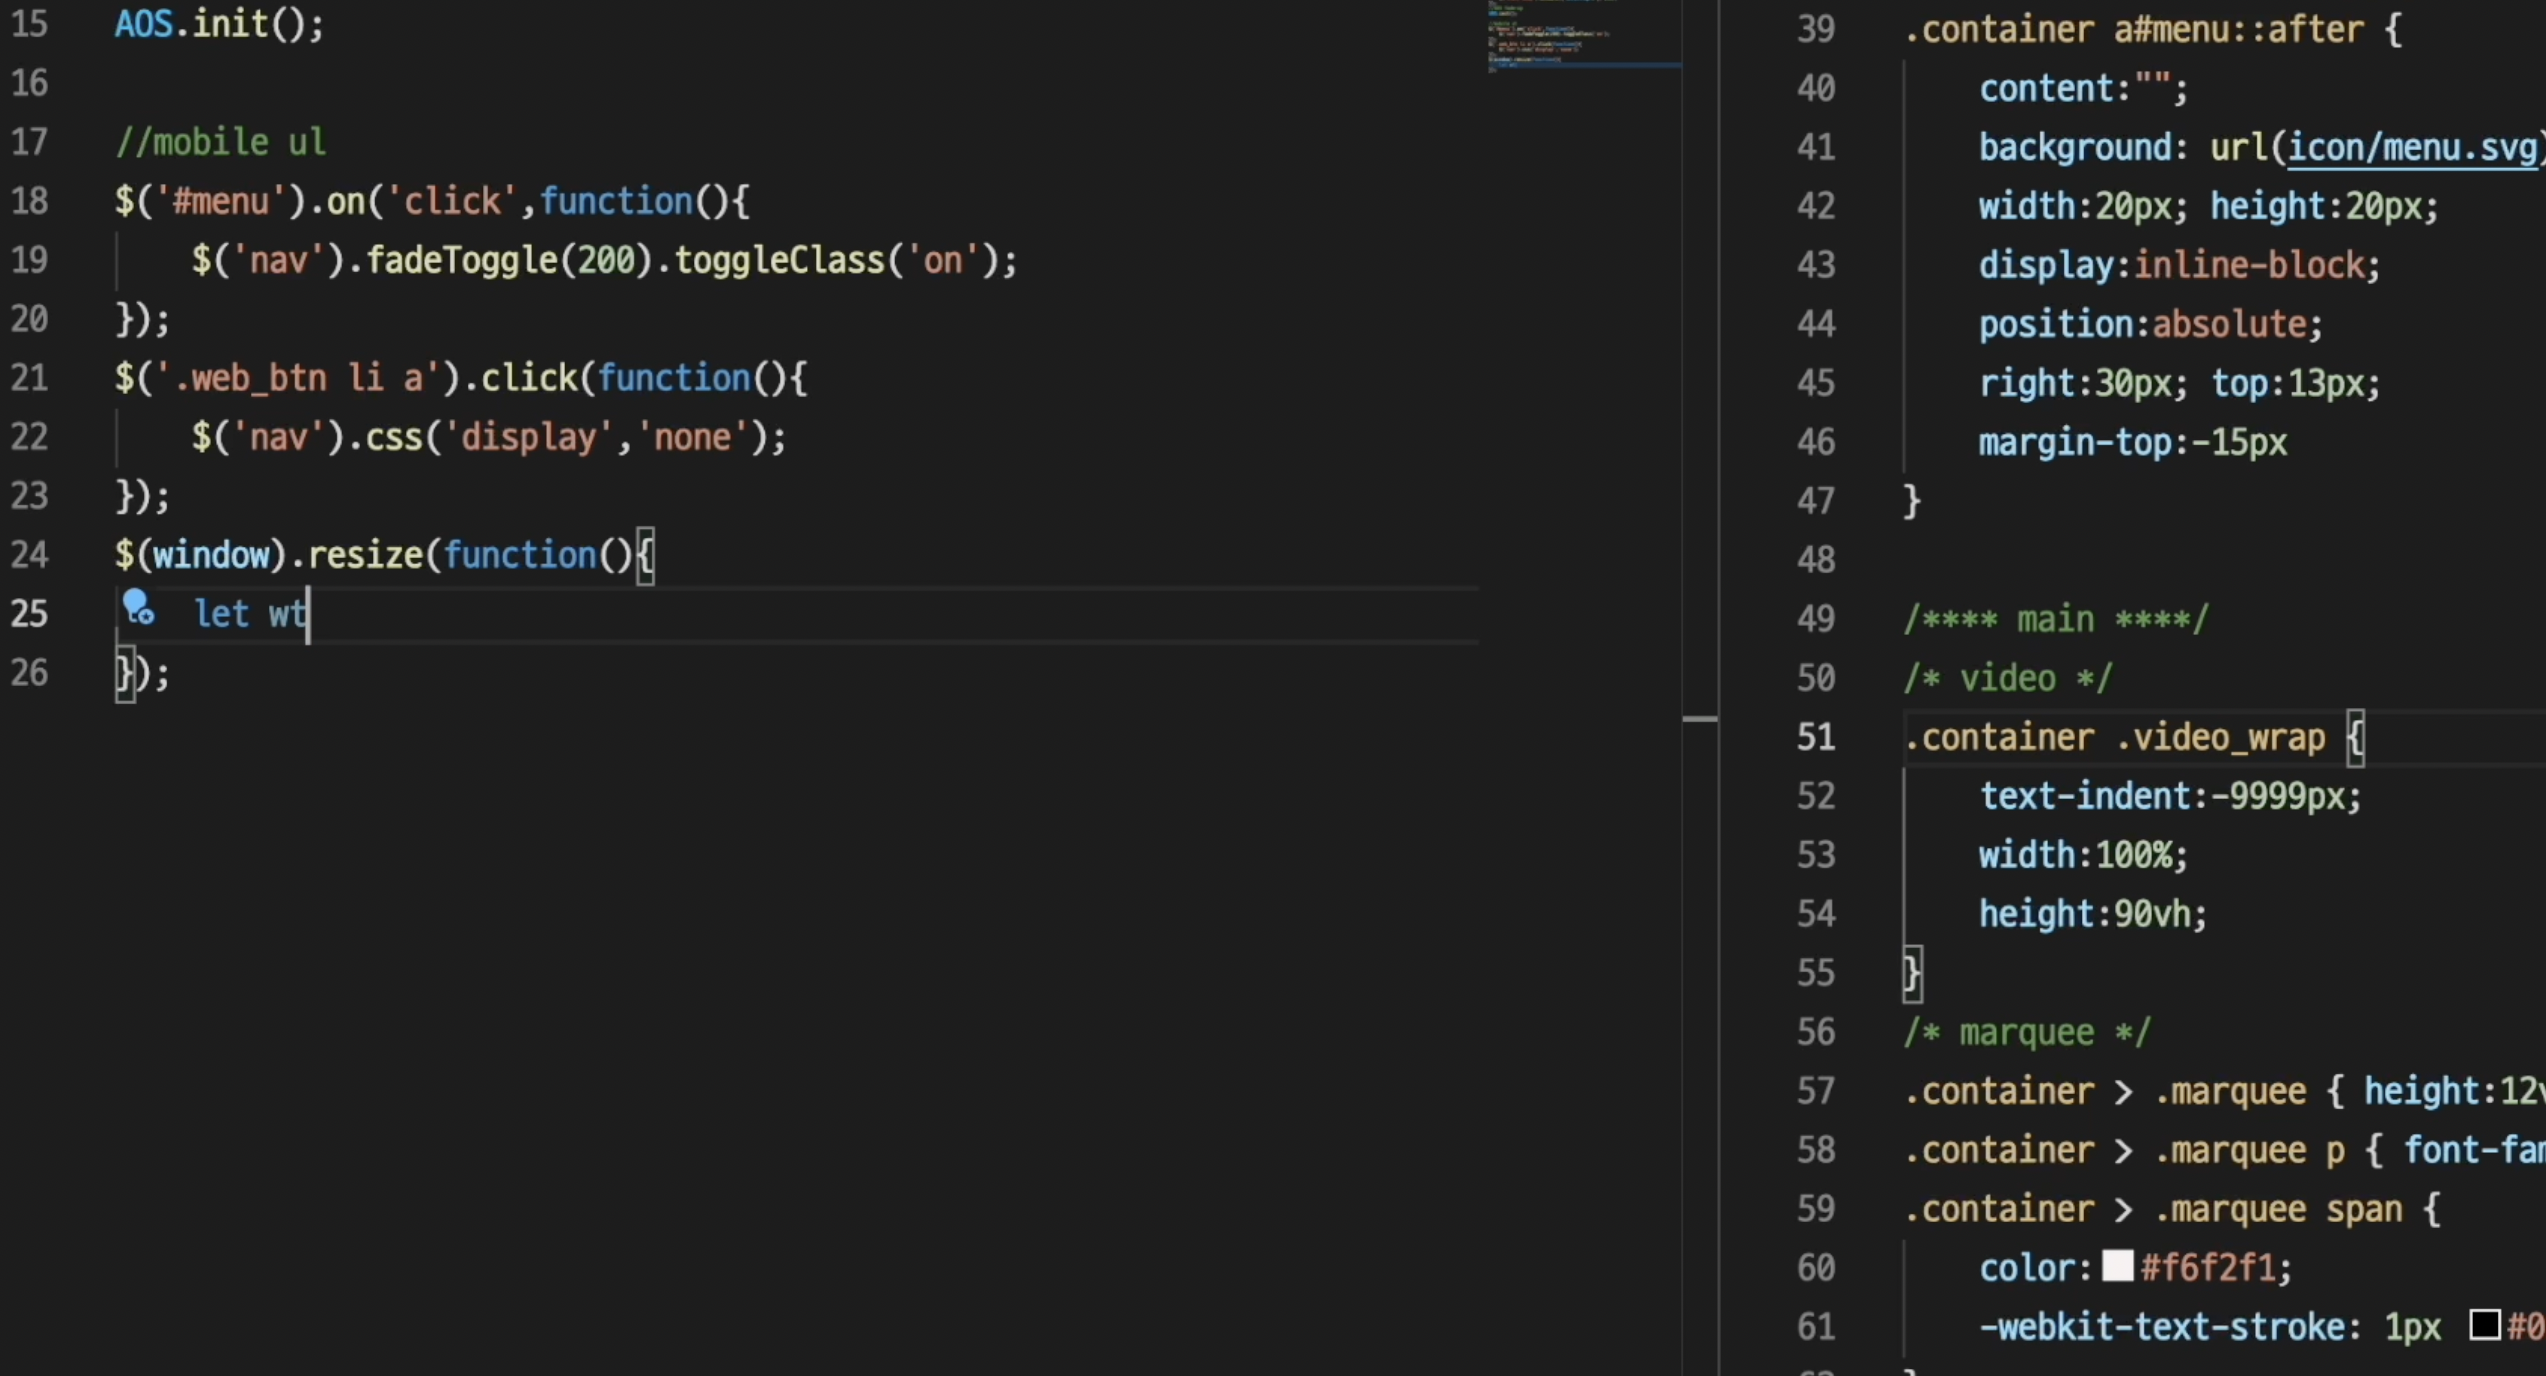 15 AOS.init();
16
17 //mobile ul
18 $('#menu').on('click',function(){
19 $('nav').fadeToggle(200).toggleClass('on');
20 });
21 $('.web_btn li a').click(function(){
22 $('nav').css('display','none');
23 });
24 $(window).resize(function(){
25 let wt
26 });
39 .container a#menu::after {
40 content:"";
41 background: url(icon/menu.svg)
42 width:20px; height:20px;
43 display:inline-block;
44 position:absolute;
45 right:30px; top:13px;
46 margin-top:-15px
47 }
48
49 /**** main ****/
50 /* video */
51 .container .video_wrap {
52 text-indent:-9999px;
53 width:100%;
54 height:90vh;
55 }
56 /* marquee */
57 .container > .marquee { height:12v
58 .container > .marquee p { font-fam
59 .container > .marquee span {
60 color: #f6f2f1;
61 -webkit-text-stroke: 1px #0